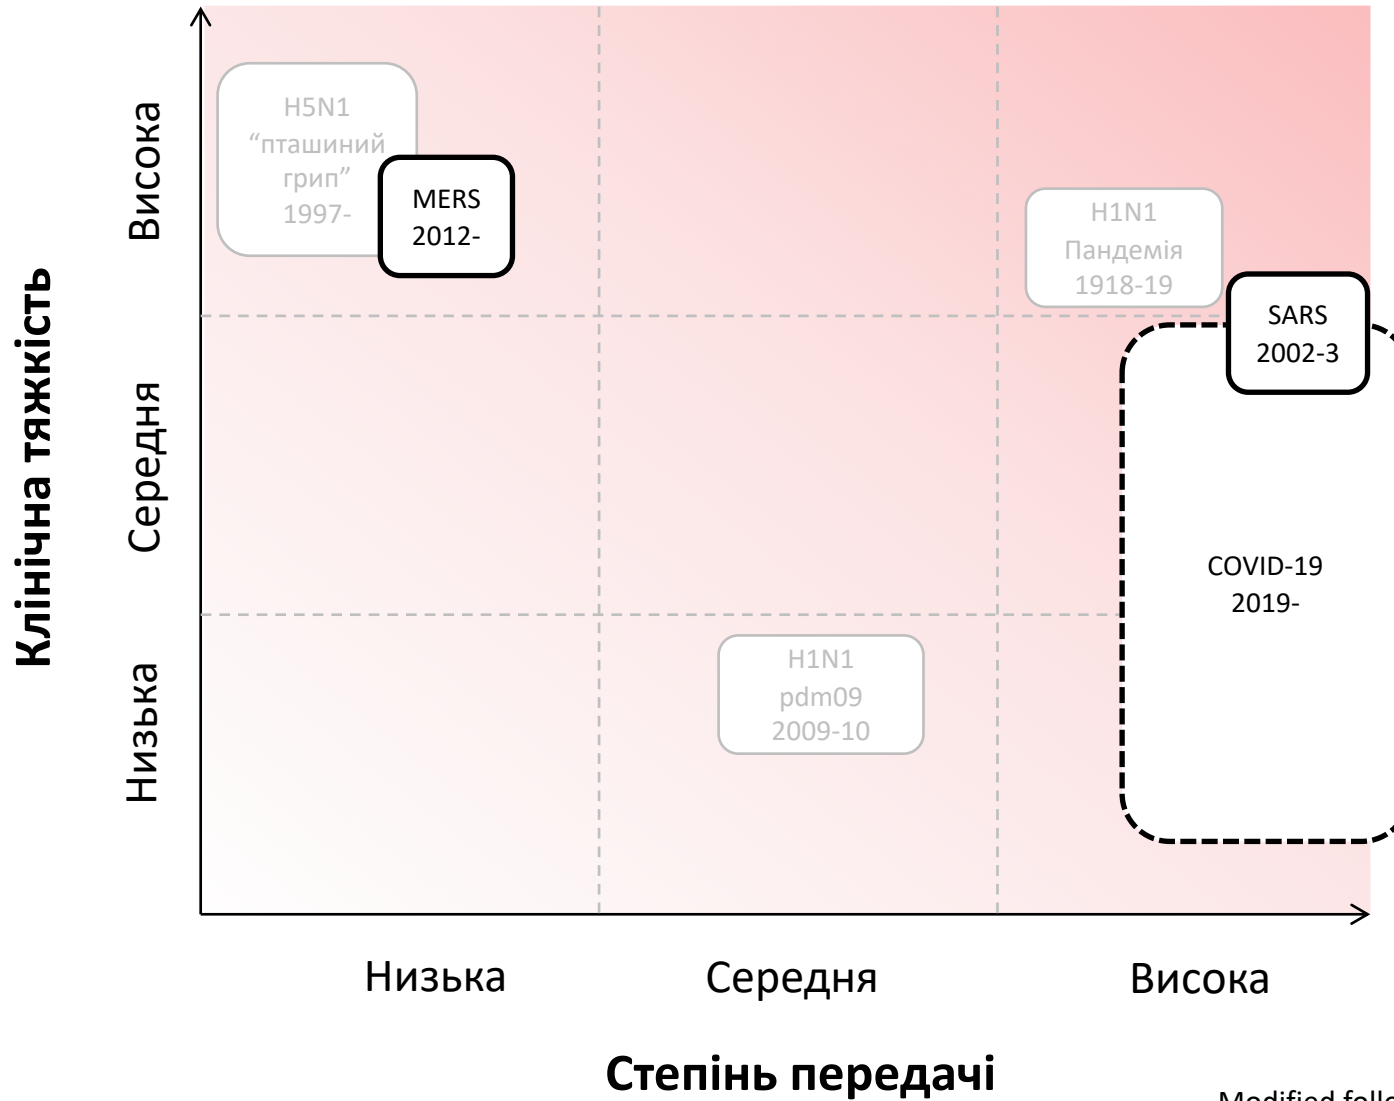 Клінічна тяжкість
Висока
Середня
Низька
H5N1
“пташиний
грип”
1997-
MERS
2012-
H1N1
Пандемія
1918-19
SARS
2002-3
COVID-19
2019-
H1N1
pdm09
2009-10
Низька
Середня
Висока
Степінь передачі